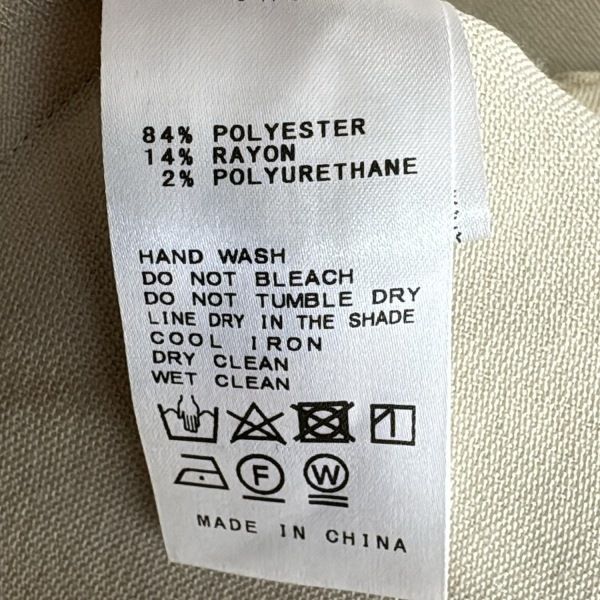 84% POLYESTER
14% RAYON
2% POLYURETHANE
HAND WASH
DO NOT BLEACH
DO NOT TUMBLE DRY
LINE DRY IN THE SHADE
COOL IRON
DRY CLEAN
WET CLEAN
F W
MADE IN CHINA